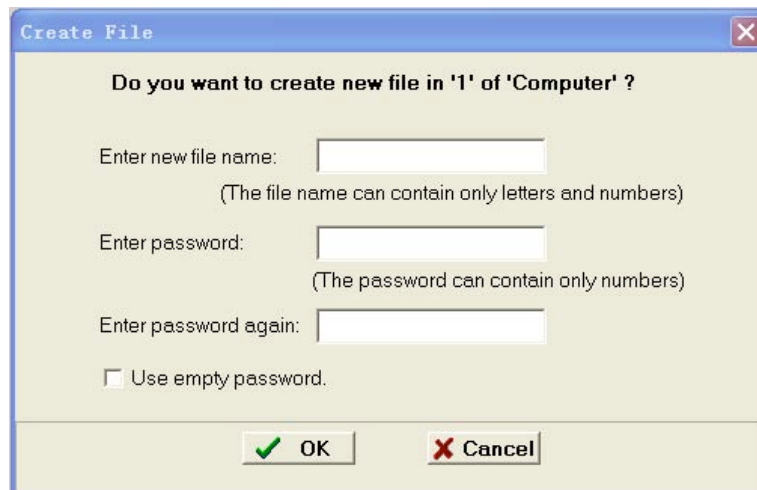 Create File
Do you want to create new file in '1' of 'Computer' ?
Enter new file name:
(The file name can contain only letters and numbers)
Enter password:
(The password can contain only numbers)
Enter password again:
Use empty password.
OK
Cancel